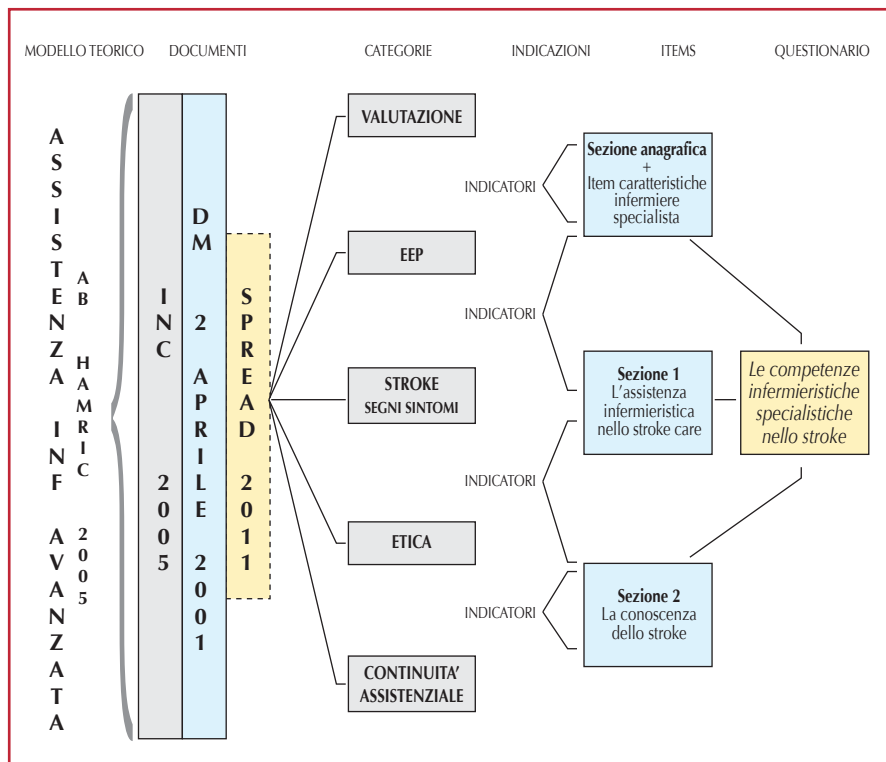 MODELLO TEORICO
DOCUMENTI
CATEGORIE
INDICAZIONI
ITEMS
QUESTIONARIO
ASSISTENZA INF AVANZATA
AB HAMRIC 2005
INC 2005
DM 2 APRILE 2001
SPREAD 2011
VALUTAZIONE
EEP
STROKE
SEGNI SINTOMI
ETICA
CONTINUITA’
ASSISTENZIALE
INDICATORI
INDICATORI
INDICATORI
INDICATORI
Sezione anagrafica
+
Item caratteristiche
infermiere
specialista
Sezione 1
L'assistenza
infermieristica
nello stroke care
Sezione 2
La conoscenza
dello stroke
Le competenze
infermieristiche
specialistiche
nello stroke